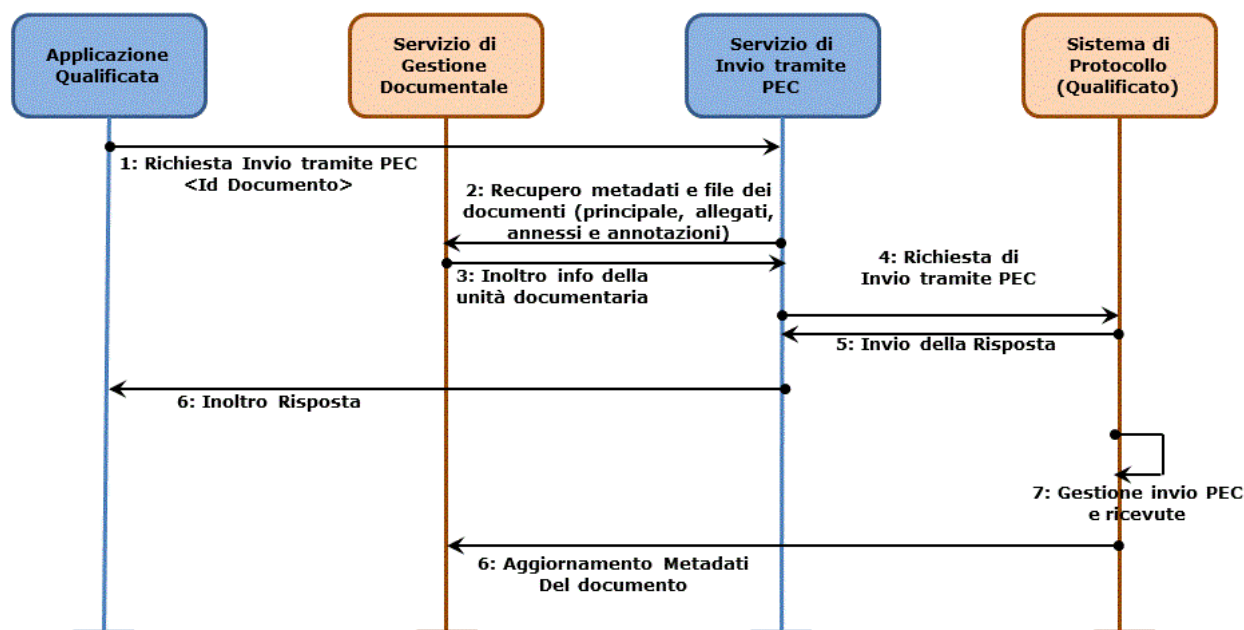 Applicazione
Qualificata
Servizio di
Gestione
Documentale
Servizio di
Invio tramite
PEC
Sistema di
Protocollo
(Qualificato)
1: Richiesta Invio tramite PEC
<Id Documento>
2: Recupero metadati e file dei
documenti (principale, allegati,
annessi e annotazioni)
3: Inoltro info della
unità documentaria
4: Richiesta di
Invio tramite PEC
5: Invio della Risposta
6: Inoltro Risposta
7: Gestione invio PEC
e ricevute
6: Aggiornamento Metadati
Del documento